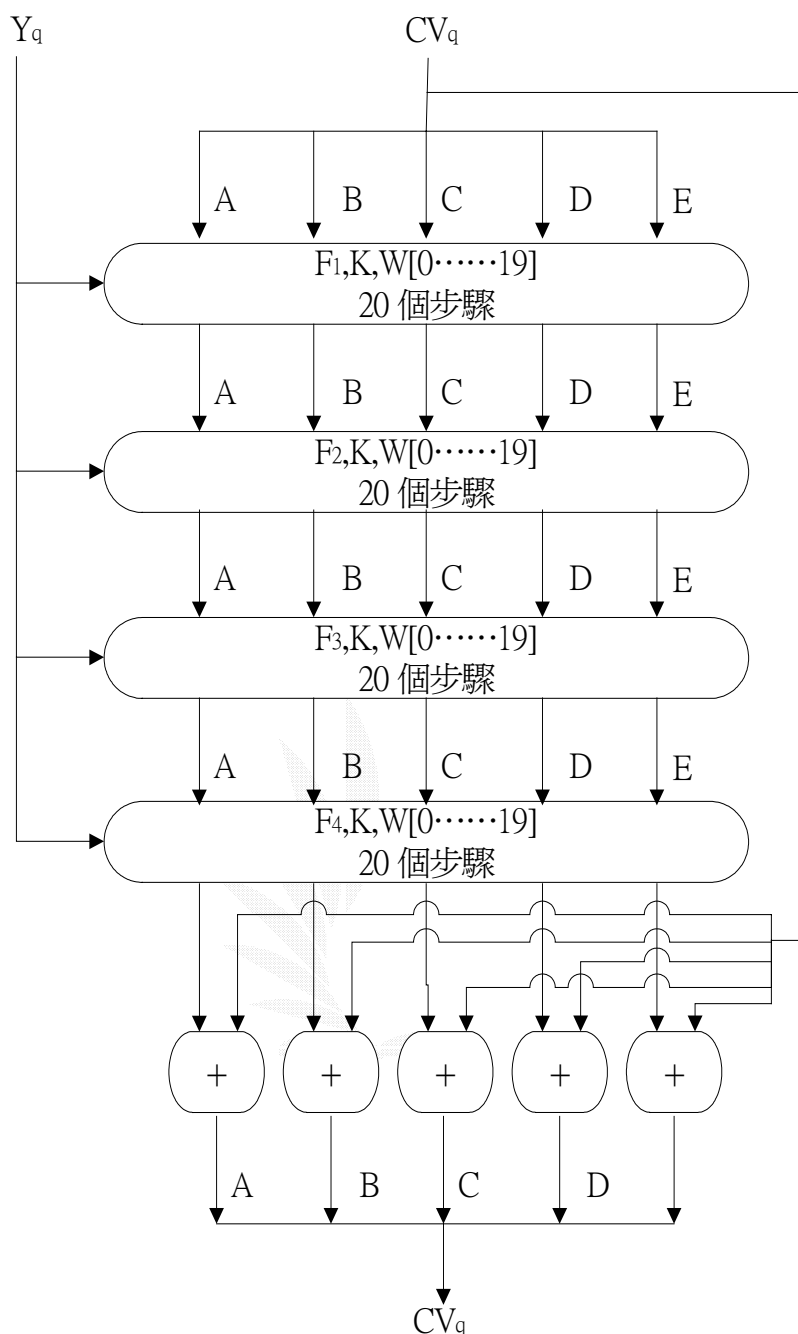 Yq CVq
A B C D E
F1,K,W[0……19]
20 個步驟
A B C D E
F2,K,W[0……19]
20 個步驟
A B C D E
F3,K,W[0……19]
20 個步驟
A B C D E
F4,K,W[0……19]
20 個步驟
+ + + + +
A B C D
CVq